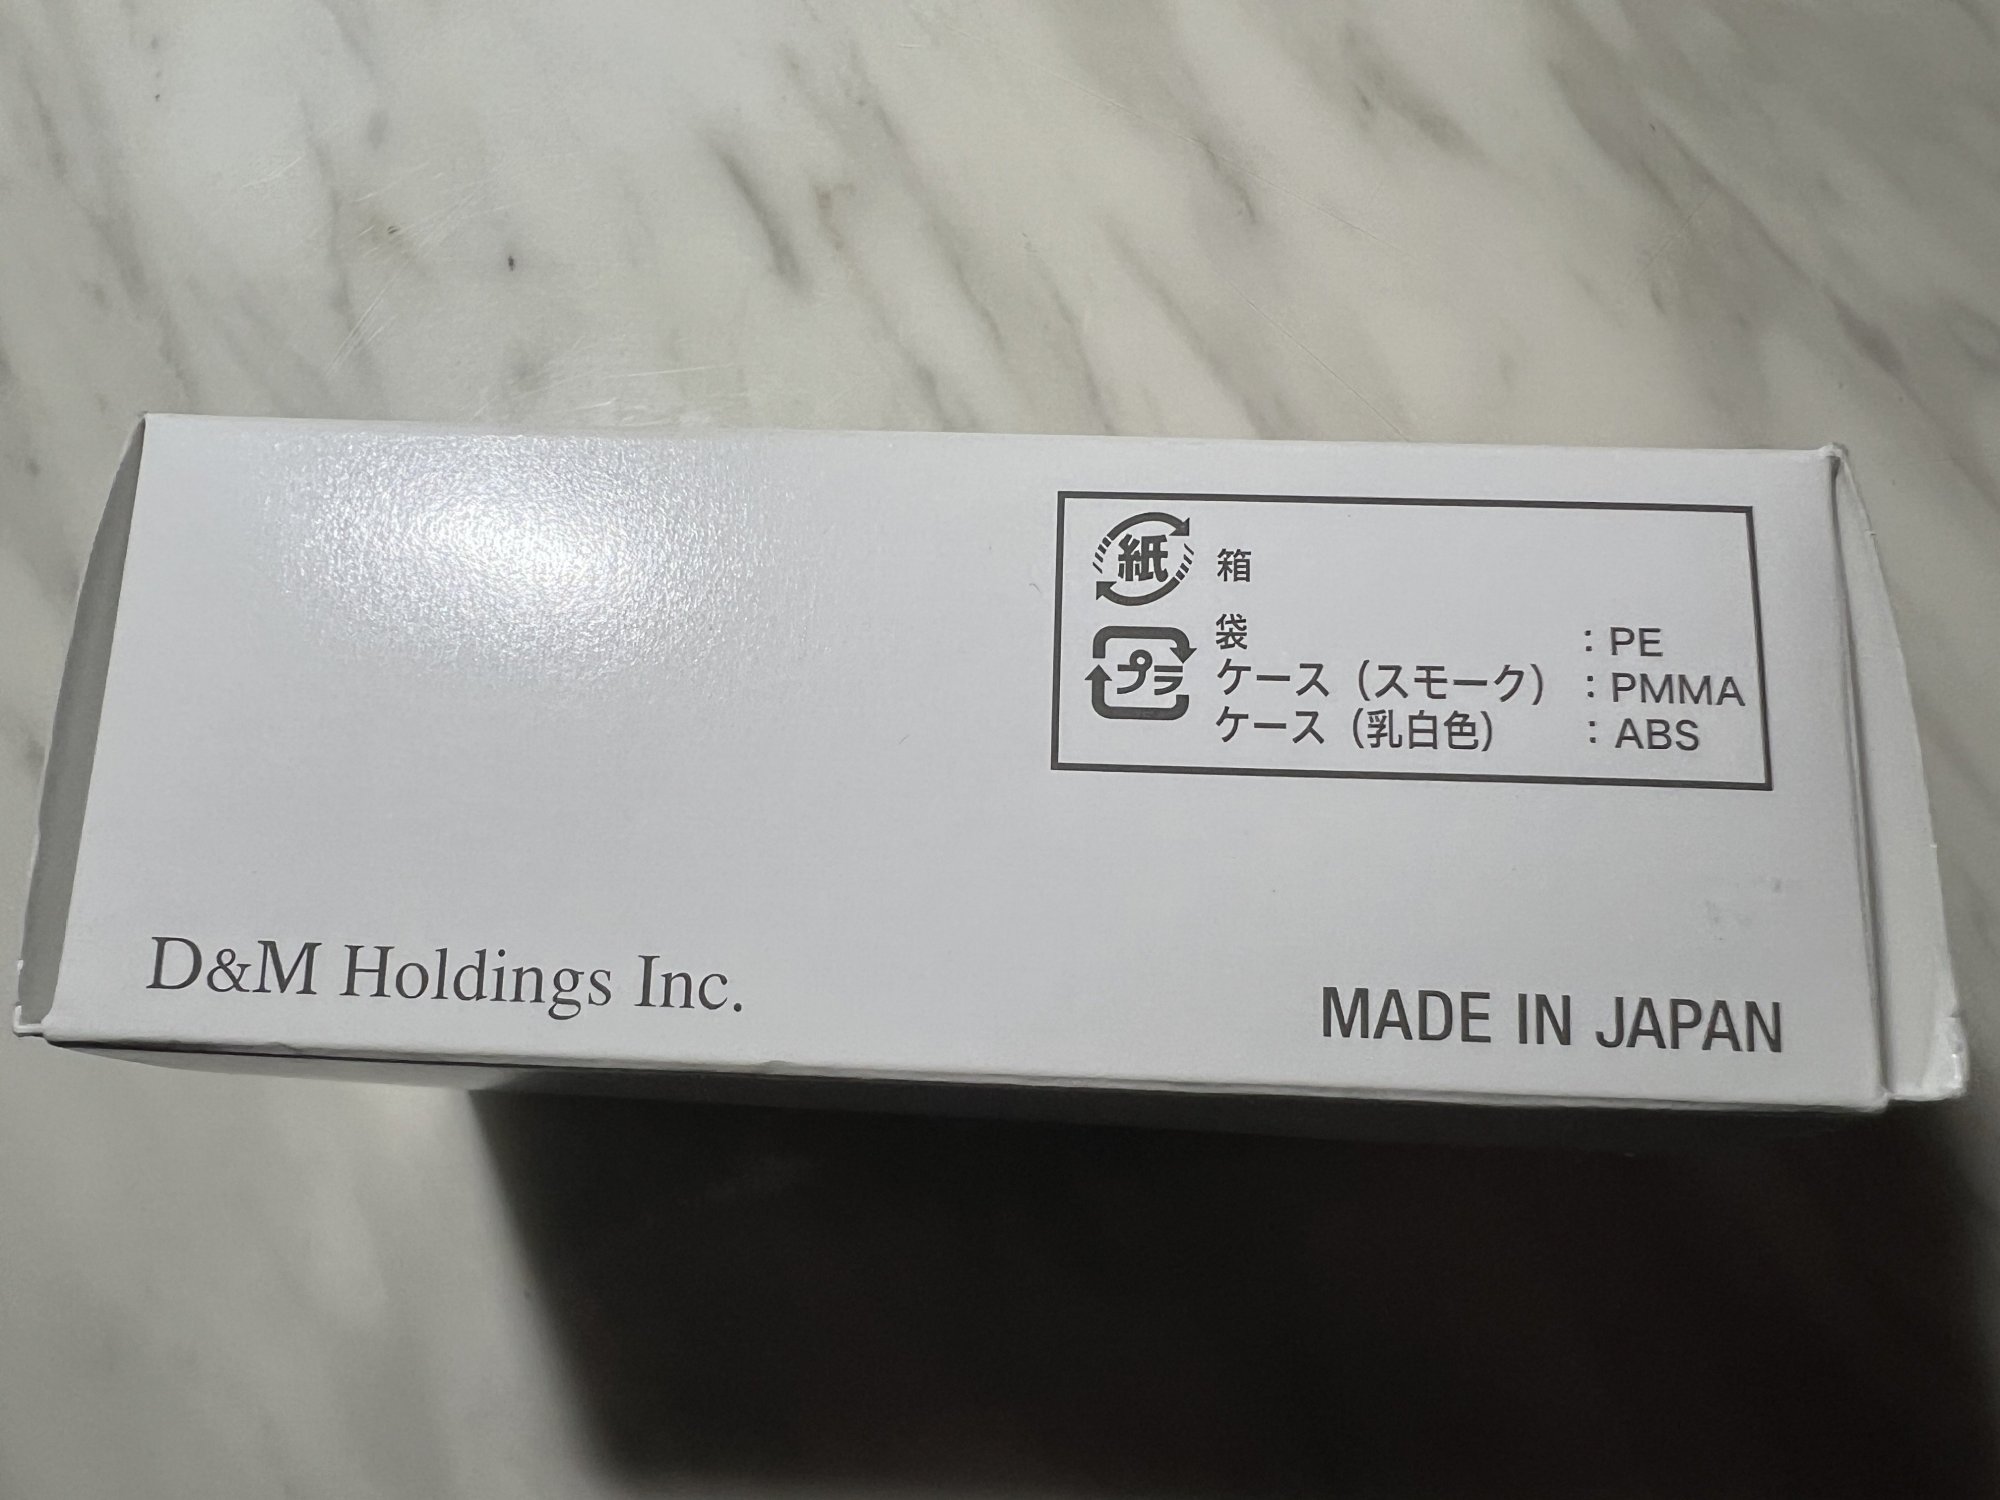 紙 箱
プラ 袋 : PE
ケース（スモーク） : PMMA
ケース（乳白色） : ABS
D&M Holdings Inc.
MADE IN JAPAN